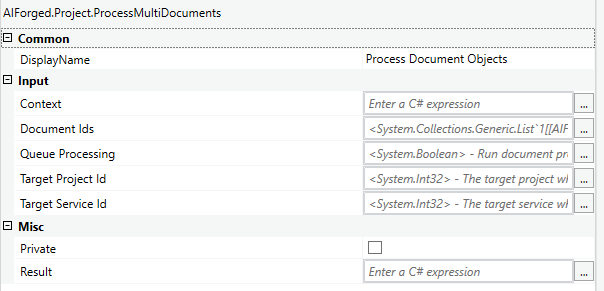 AIForged.Project.ProcessMultiDocuments
Common
DisplayName Process Document Objects
Input
Context Enter a C# expression ...
Document Ids <System.Collections.Generic.List`1[[AIF ...
Queue Processing <System.Boolean> - Run document pr ...
Target Project Id <System.Int32> - The target project wl ...
Target Service Id <System.Int32> - The target service wl ...
Misc
Private
Result Enter a C# expression ...